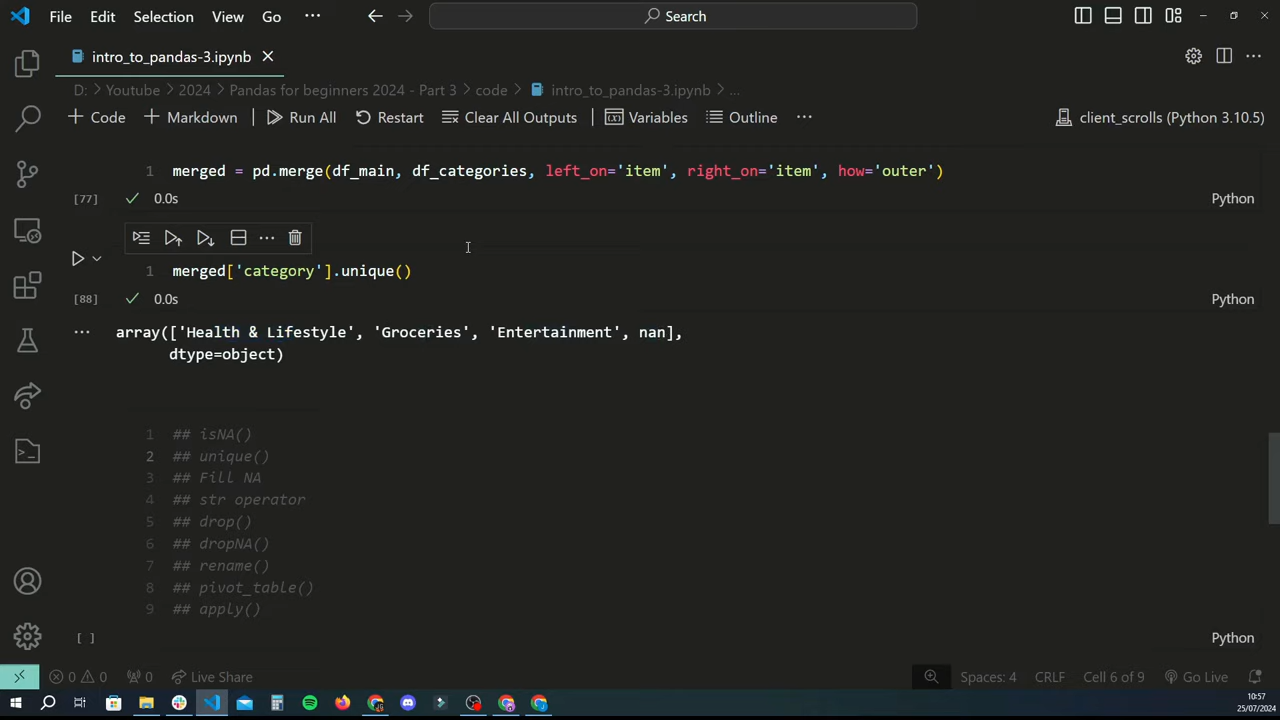 File Edit Selection View Go ··· Search
intro_to_pandas-3.ipynb
D: > Youtube > 2024 > Pandas for beginners 2024 - Part 3 > code > intro_to_pandas-3.ipynb > ...
+ Code + Markdown Run All Restart Clear All Outputs Variables Outline ··· client_scrolls (Python 3.10.5)
1 merged = pd.merge(df_main, df_categories, left_on='item', right_on='item', how='outer')
[77] 0.0s Python
1 merged['category'].unique()
[88] 0.0s Python
array(['Health & Lifestyle', 'Groceries', 'Entertainment', nan],
dtype=object)
1 ## isNA()
2 ## unique()
3 ## Fill NA
4 ## str operator
5 ## drop()
6 ## dropNA()
7 ## rename()
8 ## pivot_table()
9 ## apply()
[ ] Python
0 0 0 Live Share Spaces: 4 CRLF Cell 6 of 9 Go Live
10:57
25/07/2024